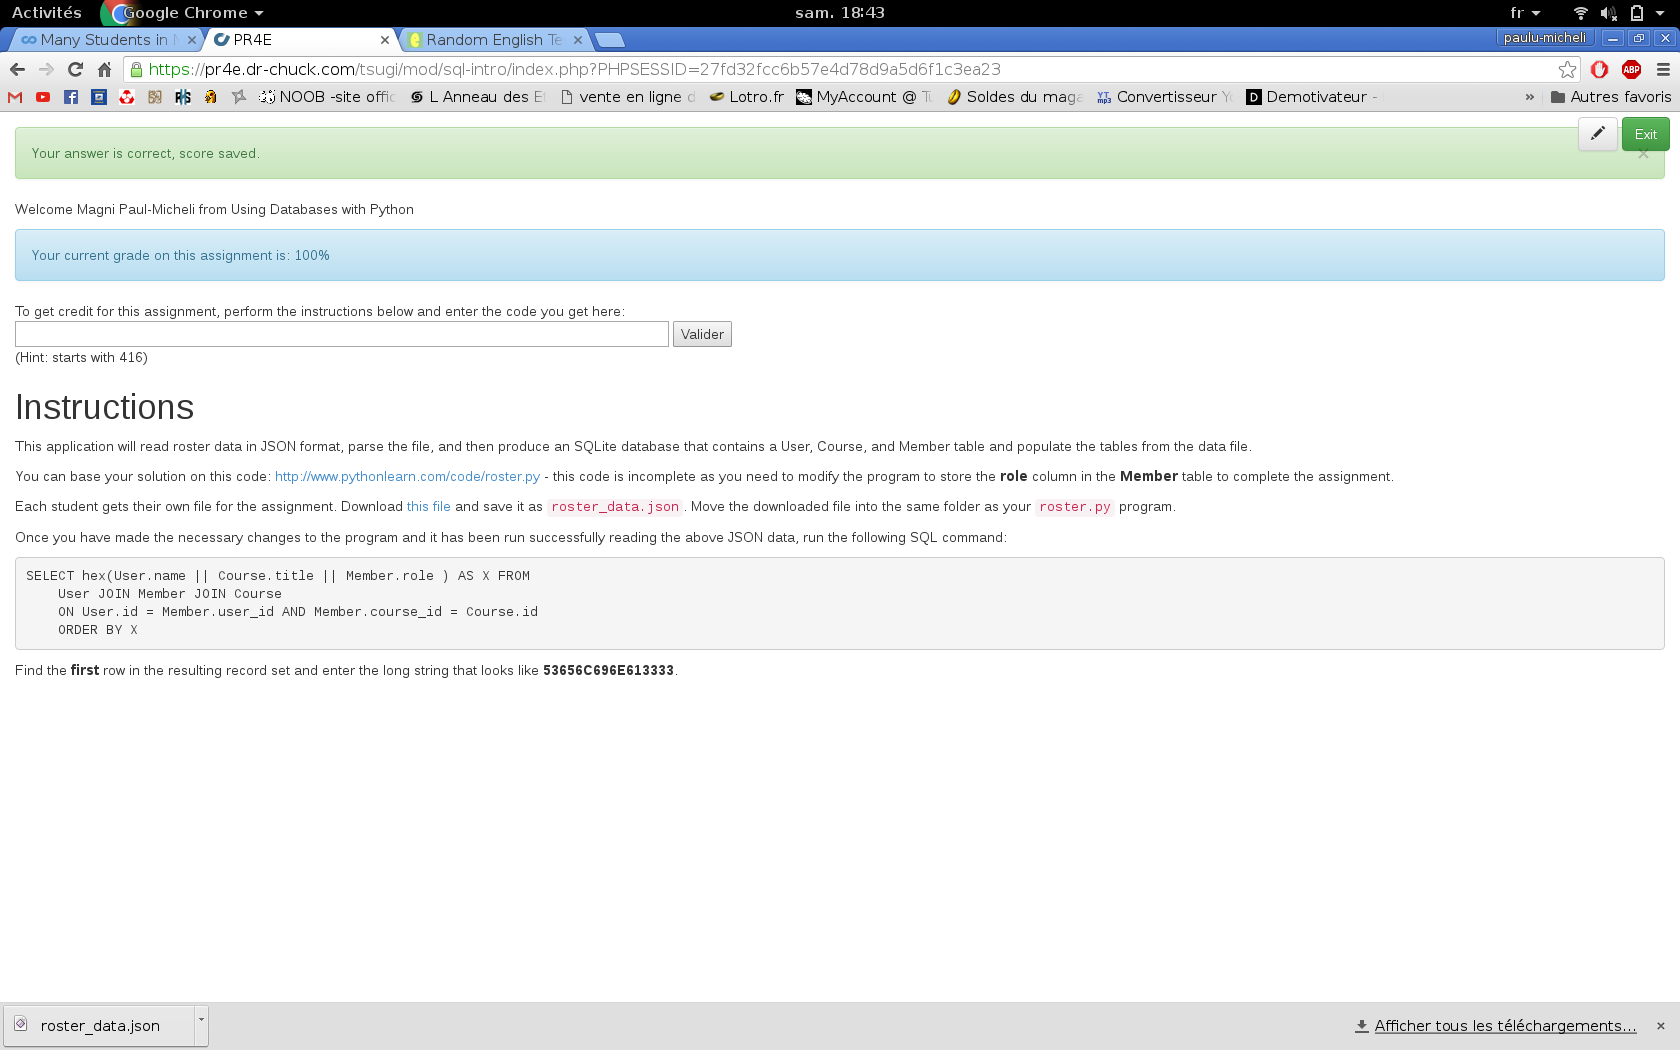 Activités Google Chrome sam. 18:43 fr
Many Students in PR4E Random English Te paulu-micheli
https://pr4e.dr-chuck.com/tsugi/mod/sql-intro/index.php?PHPSESSID=27fd32fcc6b57e4d78d9a5d6f1c3ea23 ABP
NOOB -site offic L Anneau des vente en ligne Lotro.fr MyAccount @ Soldes du maga Convertisseur Demotivateur - » Autres favoris
Your answer is correct, score saved. Exit
Welcome Magni Paul-Micheli from Using Databases with Python
Your current grade on this assignment is: 100%
To get credit for this assignment, perform the instructions below and enter the code you get here:
Valider
(Hint: starts with 416)
Instructions
This application will read roster data in JSON format, parse the file, and then produce an SQLite database that contains a User, Course, and Member table and populate the tables from the data file.
You can base your solution on this code: http://www.pythonlearn.com/code/roster.py - this code is incomplete as you need to modify the program to store the role column in the Member table to complete the assignment.
Each student gets their own file for the assignment. Download this file and save it as roster_data.json. Move the downloaded file into the same folder as your roster.py program.
Once you have made the necessary changes to the program and it has been run successfully reading the above JSON data, run the following SQL command:
SELECT hex(User.name || Course.title || Member.role ) AS X FROM
User JOIN Member JOIN Course
ON User.id = Member.user_id AND Member.course_id = Course.id
ORDER BY X
Find the first row in the resulting record set and enter the long string that looks like 53656C696E613333.
roster_data.json Afficher tous les téléchargements...